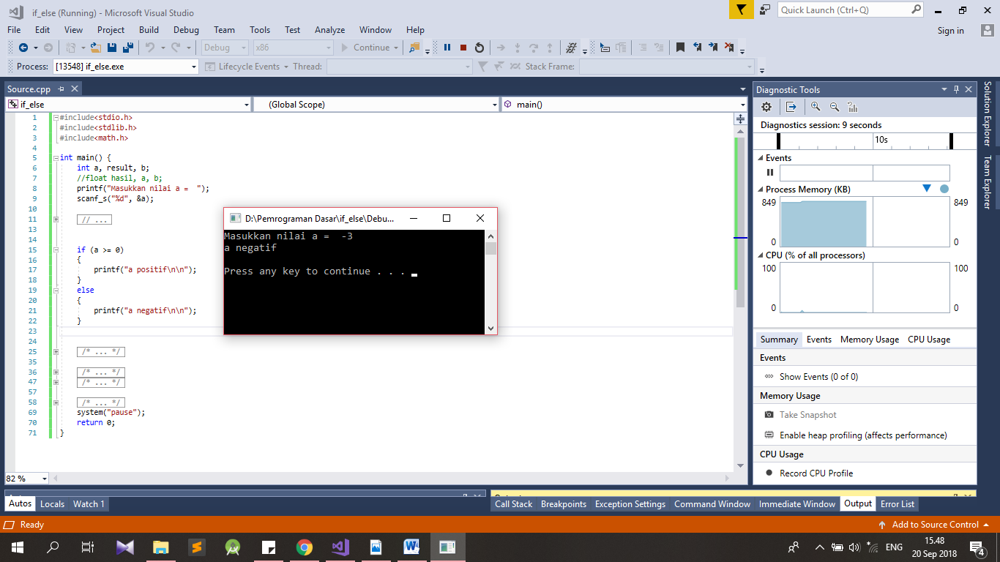 if_else (Running) - Microsoft Visual Studio
Quick Launch (Ctrl+Q)
File Edit View Project Build Debug Team Tools Test Analyze Window Help
Sign in
Debug x86 Continue
Process: [13548] if_else.exe Lifecycle Events Thread: Stack Frame:
Source.cpp
if_else (Global Scope) main()
1 #include<stdio.h>
2 #include<stdlib.h>
3 #include<math.h>
4
5 int main() {
6 int a, result, b;
7 //float hasil, a, b;
8 printf("Masukkan nilai a =  ");
9 scanf_s("%d", &a);
10
11 // ...
13
14
15 if (a >= 0)
16 {
17 printf("a positif\n\n");
18 }
19 else
20 {
21 printf("a negatif\n\n");
22 }
23
24
25 /* ... */
35
36 /* ... */
47 /* ... */
57
58 /* ... */
69 system("pause");
70 return 0;
71 }
82 %
D:\Pemrograman Dasar\if_else\Debu...
Masukkan nilai a =  -3
a negatif
Press any key to continue . . .
Diagnostic Tools
Diagnostics session: 9 seconds
10s
Events
Process Memory (KB)
849 849
0 0
CPU (% of all processors)
100 100
0 0
Summary Events Memory Usage CPU Usage
Events
Show Events (0 of 0)
Memory Usage
Take Snapshot
Enable heap profiling (affects performance)
CPU Usage
Record CPU Profile
Solution Explorer
Team Explorer
Autos Locals Watch 1
Call Stack Breakpoints Exception Settings Command Window Immediate Window Output Error List
Ready
Add to Source Control
ENG
15.48
20 Sep 2018
4